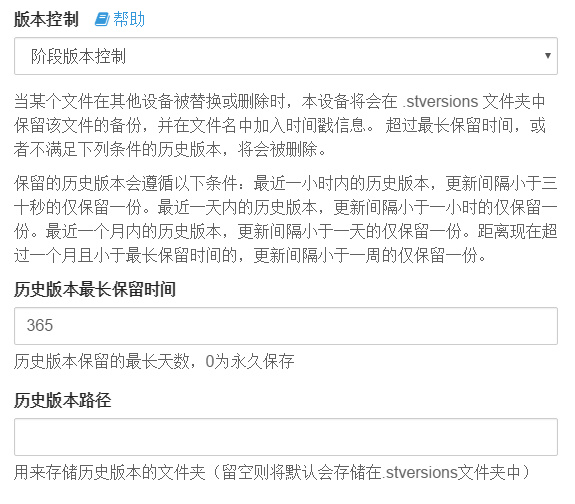 版本控制 帮助
阶段版本控制
当某个文件在其他设备被替换或删除时，本设备将会在 .stversions 文件夹中
保留该文件的备份，并在文件名中加入时间戳信息。 超过最长保留时间，或
者不满足下列条件的历史版本，将会被删除。
保留的历史版本会遵循以下条件：最近一小时内的历史版本，更新间隔小于三
十秒的仅保留一份。最近一天内的历史版本，更新间隔小于一小时的仅保留一
份。最近一个月内的历史版本，更新间隔小于一天的仅保留一份。距离现在超
过一个月且小于最长保留时间的，更新间隔小于一周的仅保留一份。
历史版本最长保留时间
365
历史版本保留的最长天数，0为永久保存
历史版本路径
用来存储历史版本的文件夹（留空则将默认会存储在.stversions文件夹中）